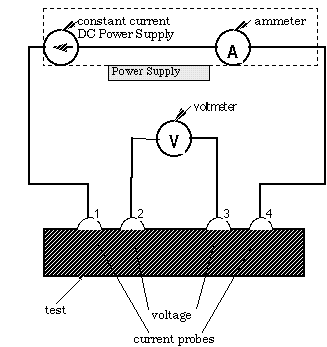 constant current
DC Power Supply
ammeter
A
Power Supply
voltmeter
V
1
2
3
4
test
voltage
current probes